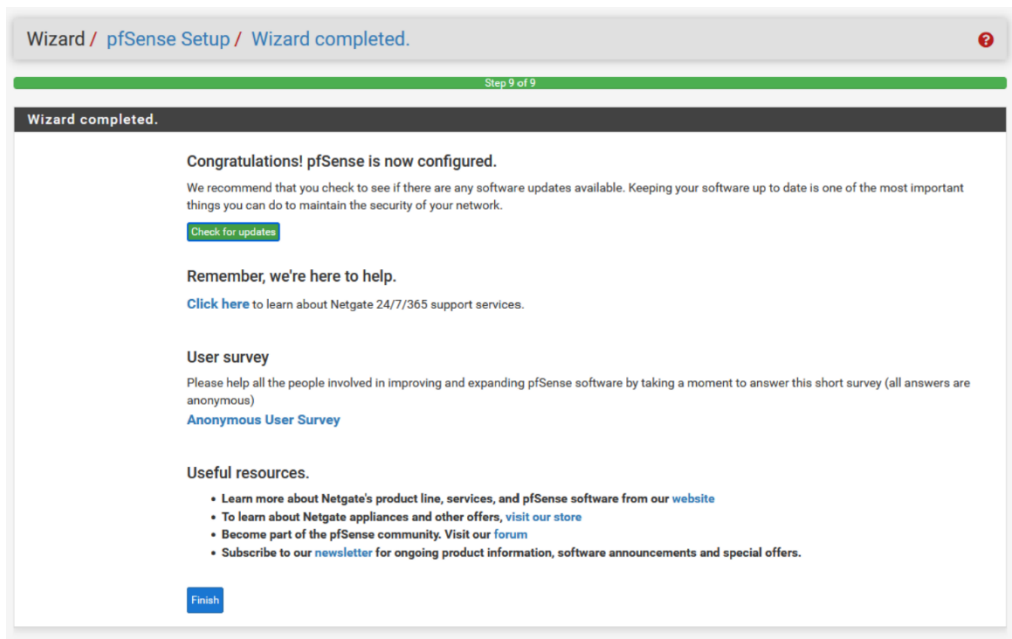 Wizard / pfSense Setup / Wizard completed.
Step 9 of 9
Wizard completed.
Congratulations! pfSense is now configured.
We recommend that you check to see if there are any software updates available. Keeping your software up to date is one of the most important
things you can do to maintain the security of your network.
Check for updates
Remember, we're here to help.
Click here to learn about Netgate 24/7/365 support services.
User survey
Please help all the people involved in improving and expanding pfSense software by taking a moment to answer this short survey (all answers are
anonymous)
Anonymous User Survey
Useful resources.
• Learn more about Netgate's product line, services, and pfSense software from our website
• To learn about Netgate appliances and other offers, visit our store
• Become part of the pfSense community. Visit our forum
• Subscribe to our newsletter for ongoing product information, software announcements and special offers.
Finish